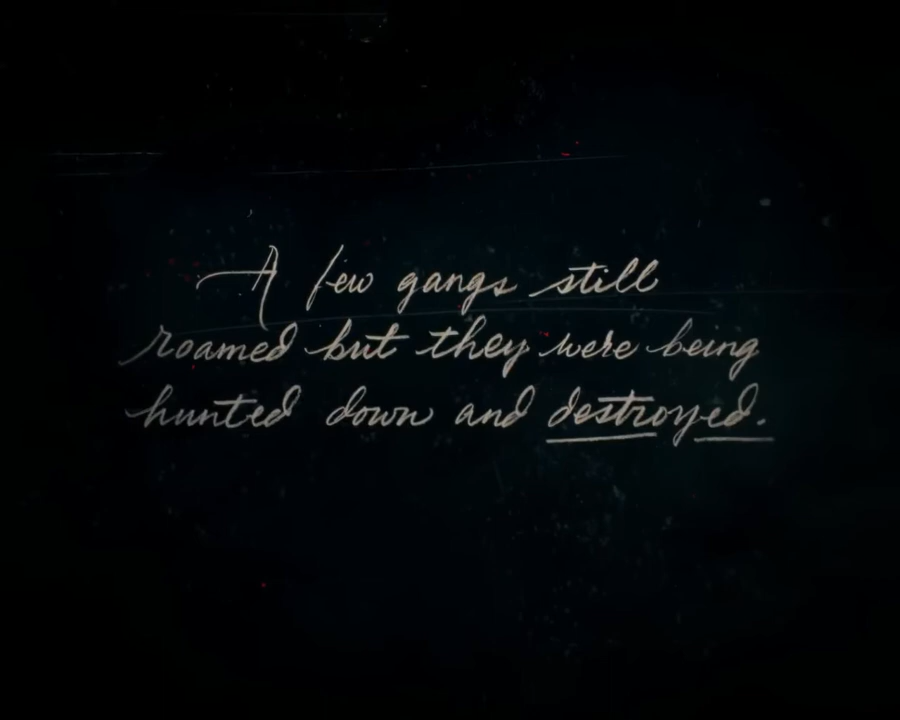 A few gangs still
roamed but they were being
hunted down and destroyed.